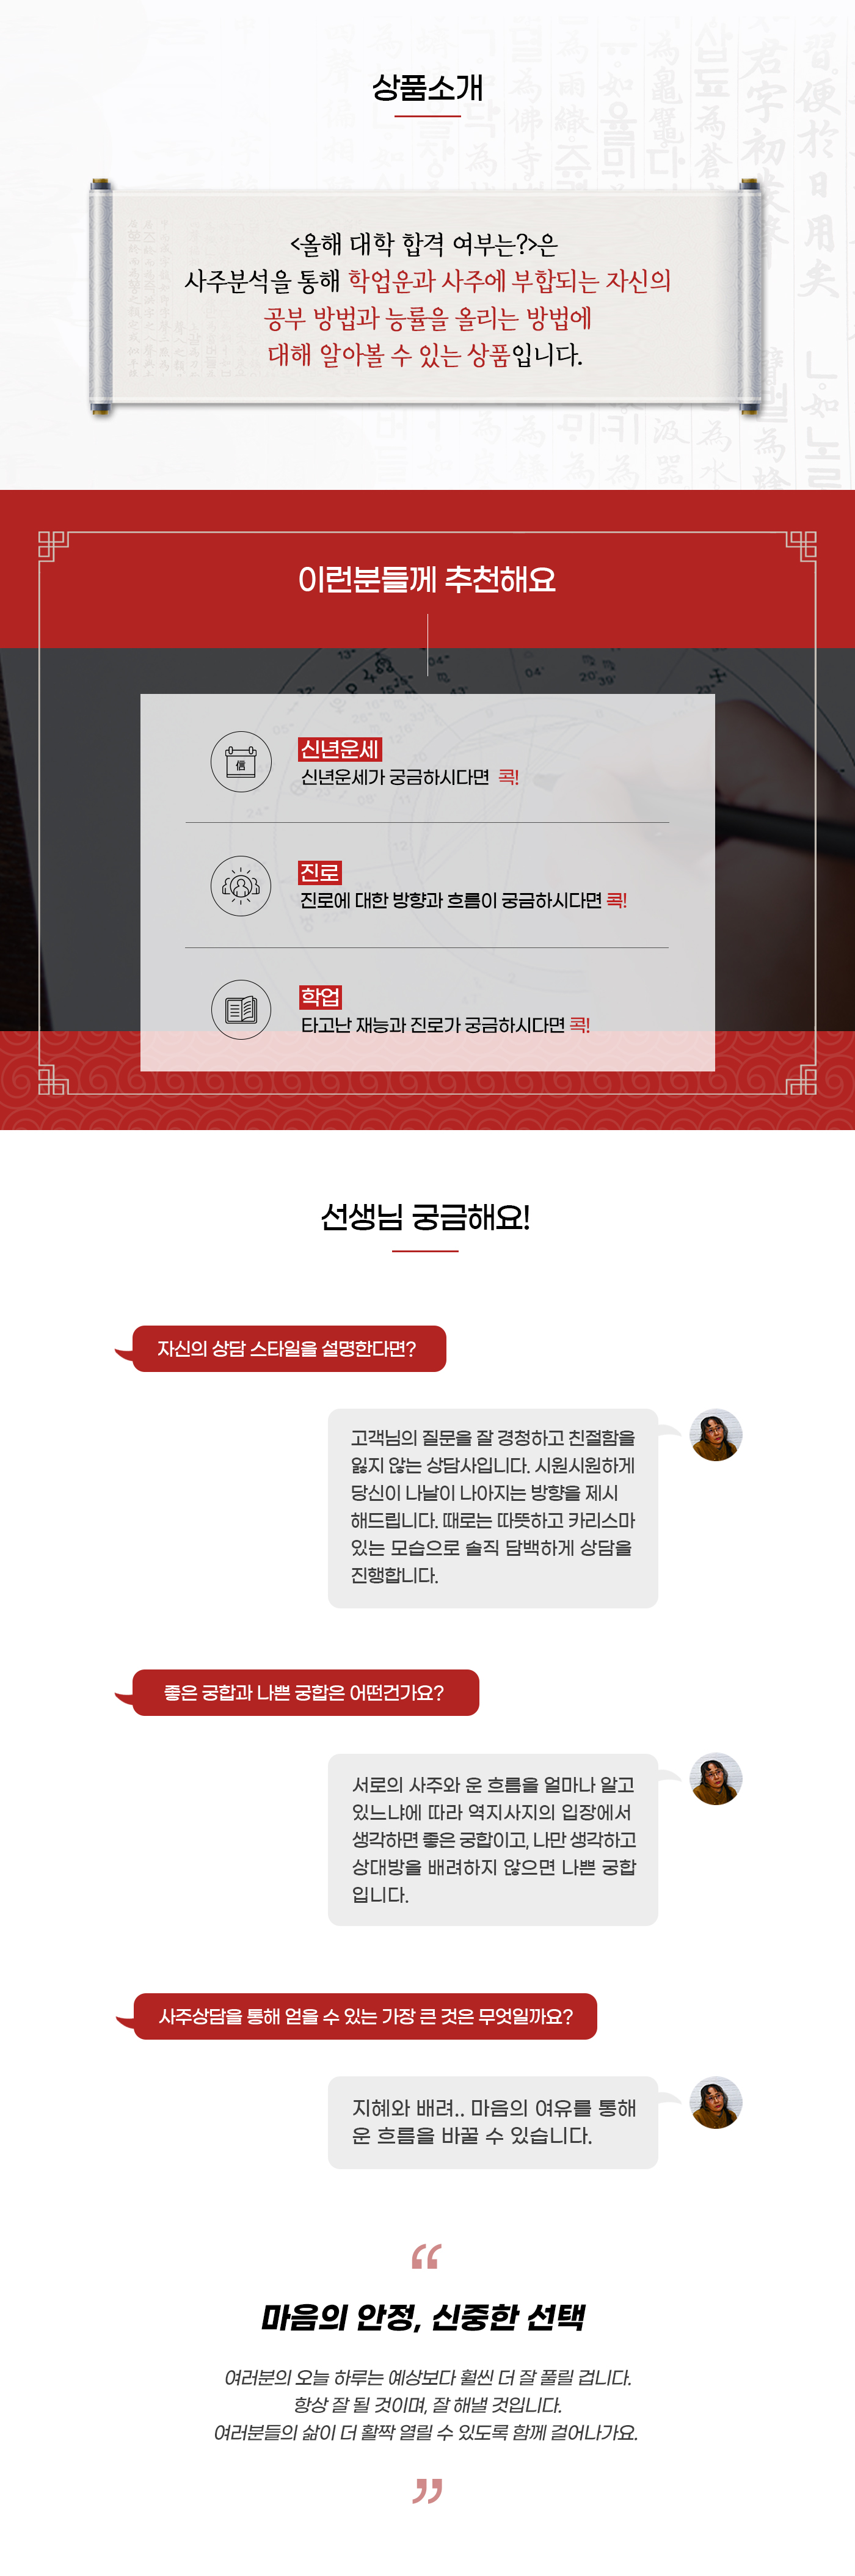 상품소개
<올해 대학 합격 여부는?>은
사주분석을 통해 학업운과 사주에 부합되는 자신의
공부 방법과 능률을 올리는 방법에
대해 알아볼 수 있는 상품입니다.
이런분들께 추천해요
信
신년운세
신년운세가 궁금하시다면 콕!
진로
진로에 대한 방향과 흐름이 궁금하시다면 콕!
학업
타고난 재능과 진로가 궁금하시다면 콕!
선생님 궁금해요!
자신의 상담 스타일을 설명한다면?
고객님의 질문을 잘 경청하고 친절함을
잃지 않는 상담사입니다. 시원시원하게
당신이 나날이 나아지는 방향을 제시
해드립니다. 때로는 따뜻하고 카리스마
있는 모습으로 솔직 담백하게 상담을
진행합니다.
좋은 궁합과 나쁜 궁합은 어떤건가요?
서로의 사주와 운 흐름을 얼마나 알고
있느냐에 따라 역지사지의 입장에서
생각하면 좋은 궁합이고, 나만 생각하고
상대방을 배려하지 않으면 나쁜 궁합
입니다.
사주상담을 통해 얻을 수 있는 가장 큰 것은 무엇일까요?
지혜와 배려.. 마음의 여유를 통해
운 흐름을 바꿀 수 있습니다.
“
마음의 안정, 신중한 선택
여러분의 오늘 하루는 예상보다 훨씬 더 잘 풀릴 겁니다.
항상 잘 될 것이며, 잘 해낼 것입니다.
여러분들의 삶이 더 활짝 열릴 수 있도록 함께 걸어나가요.
”